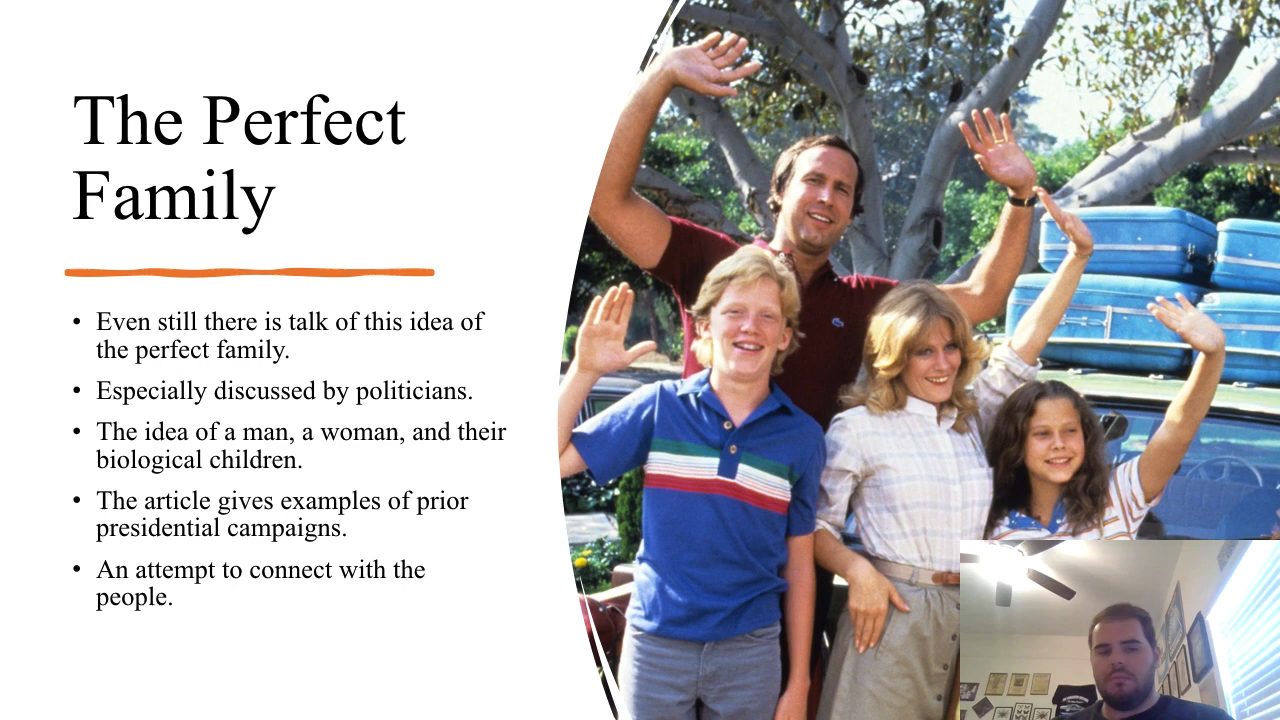 The Perfect
Family
• Even still there is talk of this idea of
the perfect family.
• Especially discussed by politicians.
• The idea of a man, a woman, and their
biological children.
• The article gives examples of prior
presidential campaigns.
• An attempt to connect with the
people.